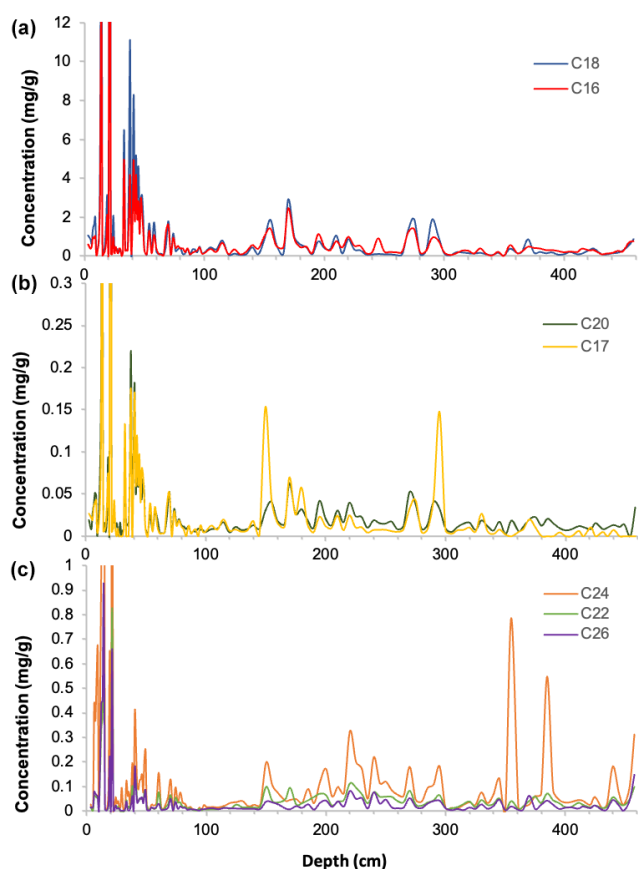 (a)
Concentration (mg/g)
12
10
8
6
4
2
0
C18
C16
0 100 200 300 400
(b)
Concentration (mg/g)
0.3
0.25
0.2
0.15
0.1
0.05
0
C20
C17
0 100 200 300 400
(c)
Concentration (mg/g)
1
0.9
0.8
0.7
0.6
0.5
0.4
0.3
0.2
0.1
0
C24
C22
C26
0 100 200 300 400
Depth (cm)